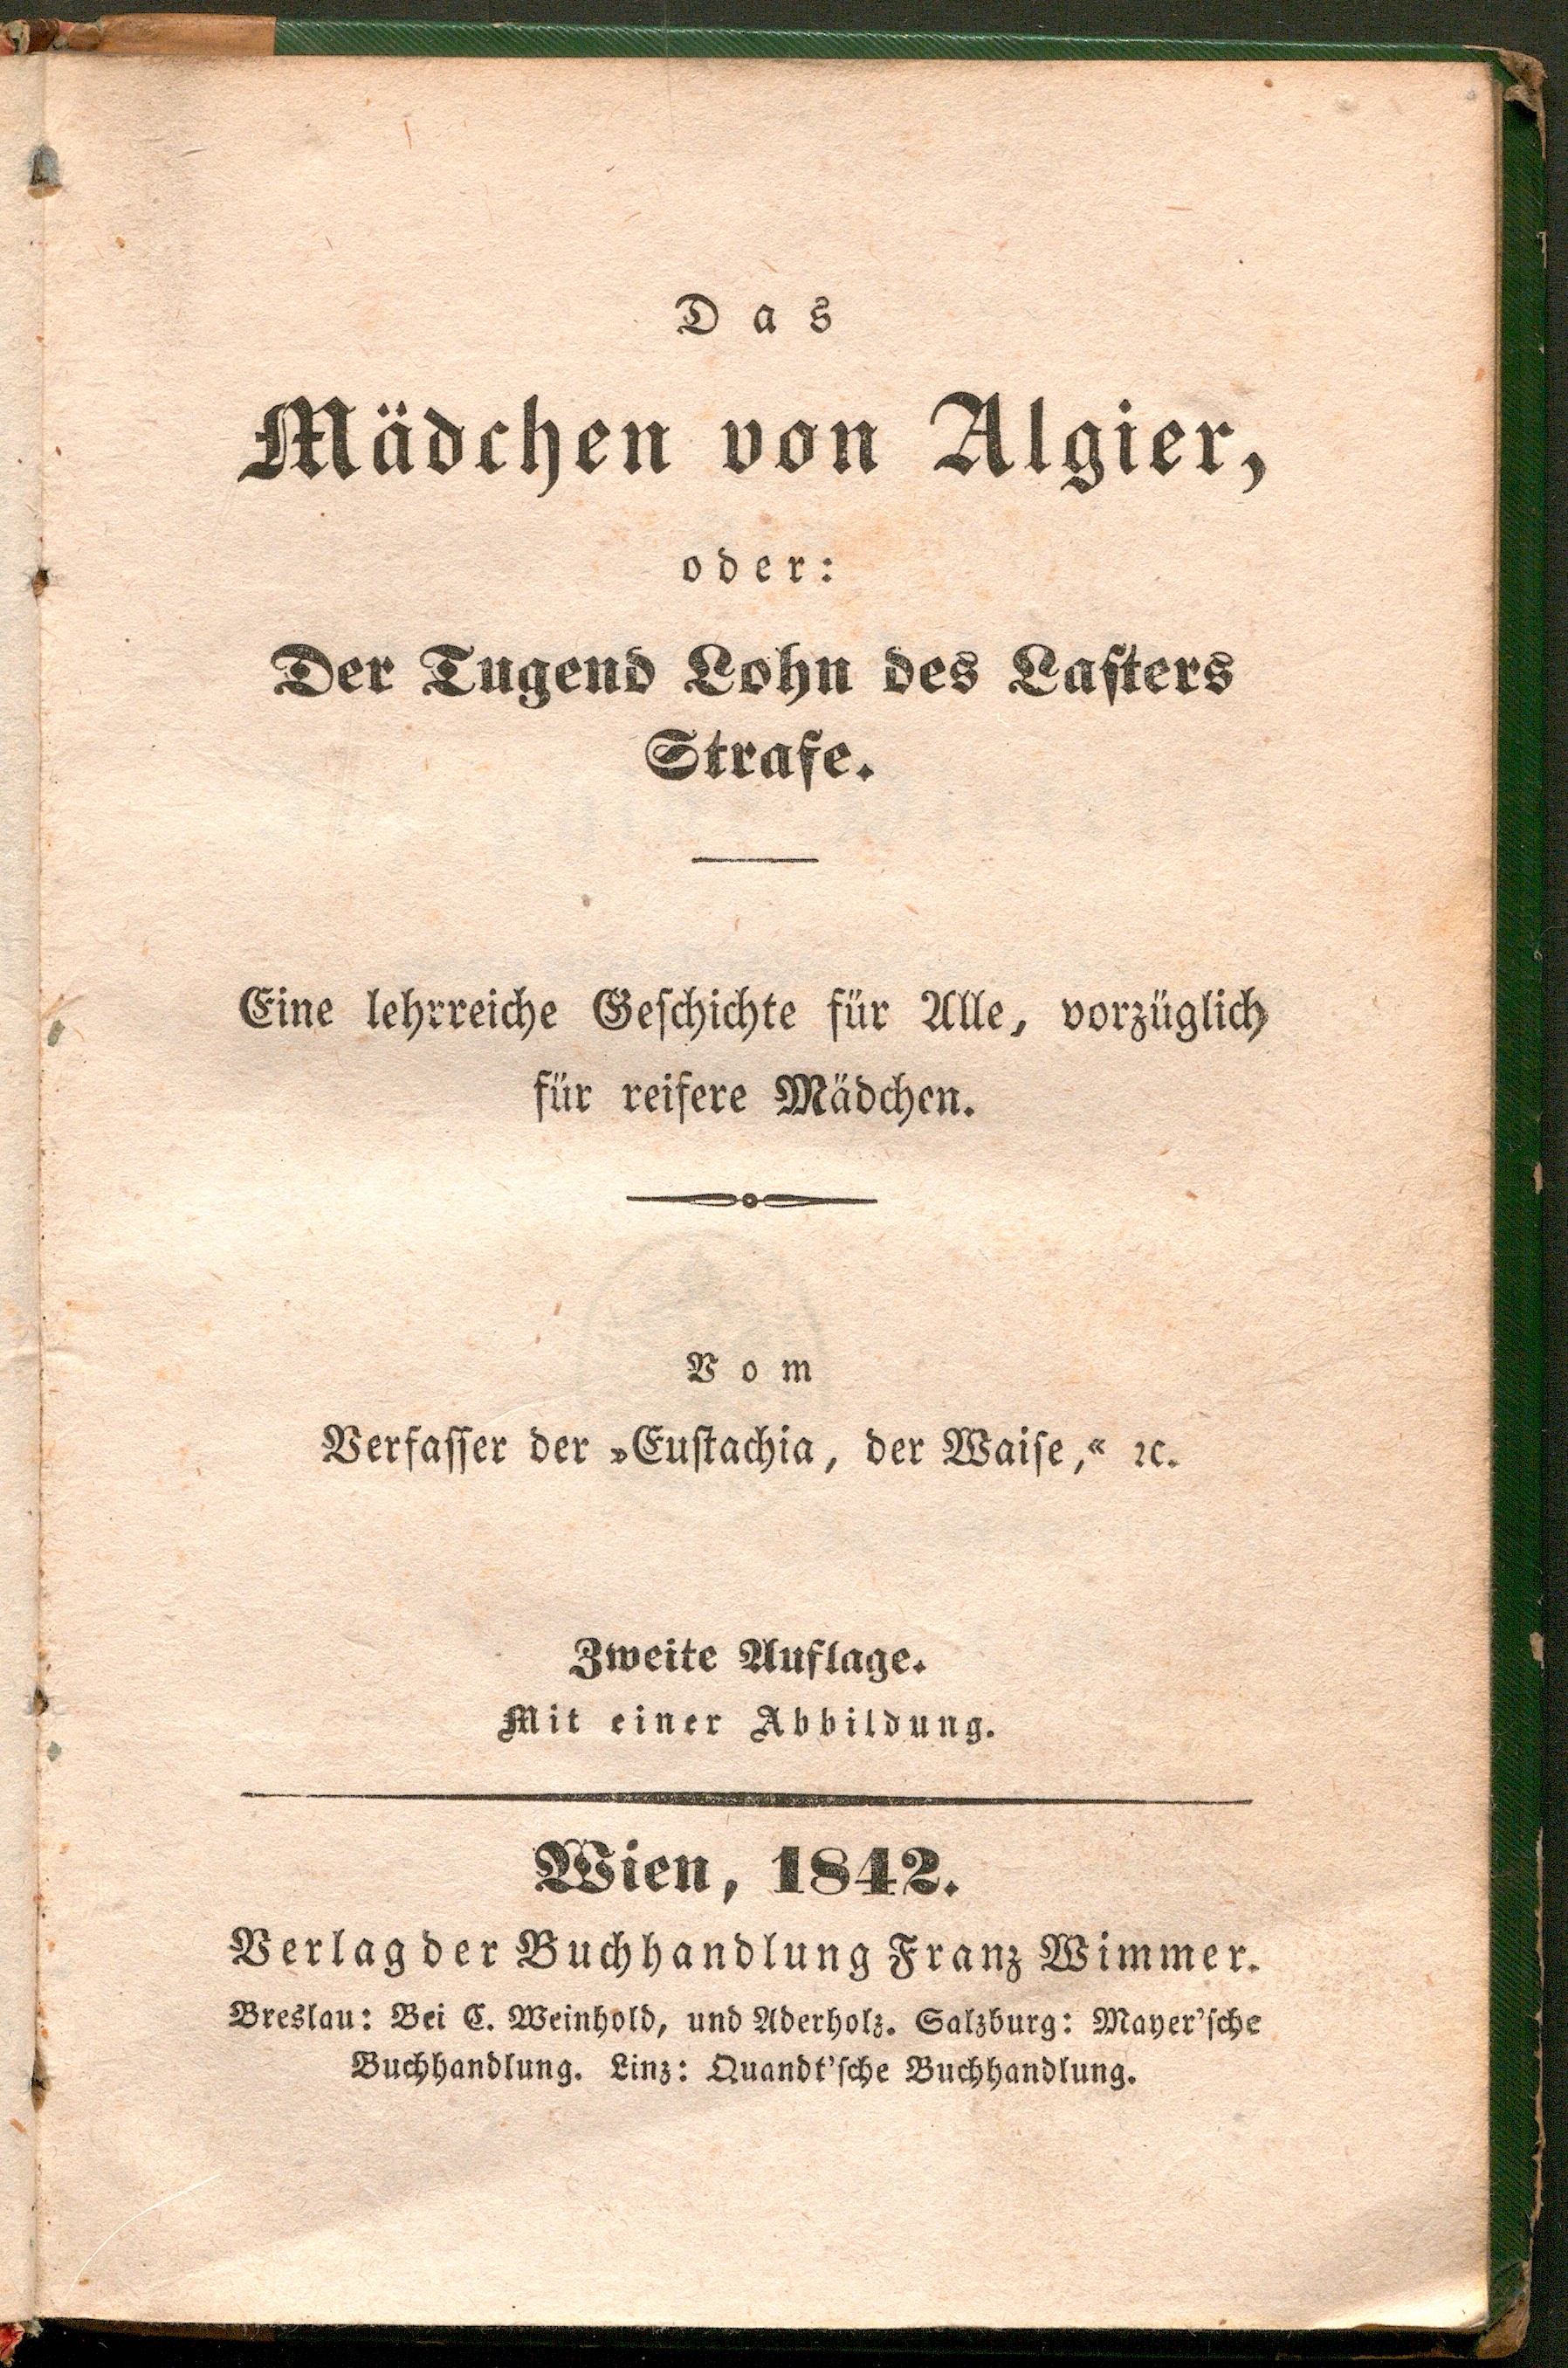 Das
Mädchen von Algier,
oder:
Der Tugend Lohn des Laſters
Strafe.
Eine lehrreiche Geſchichte für Alle, vorzüglich
für reifere Mädchen.
Vom
Verfaſſer der „Euſtachia, der Waiſe,“ ꝛc.
Zweite Auflage.
Mit einer Abbildung.
Wien, 1842.
Verlag der Buchhandlung Franz Wimmer.
Breslau: Bei C. Weinhold, und Aderholz. Salzburg: Mayer'ſche
Buchhandlung. Linz: Quandt'ſche Buchhandlung.